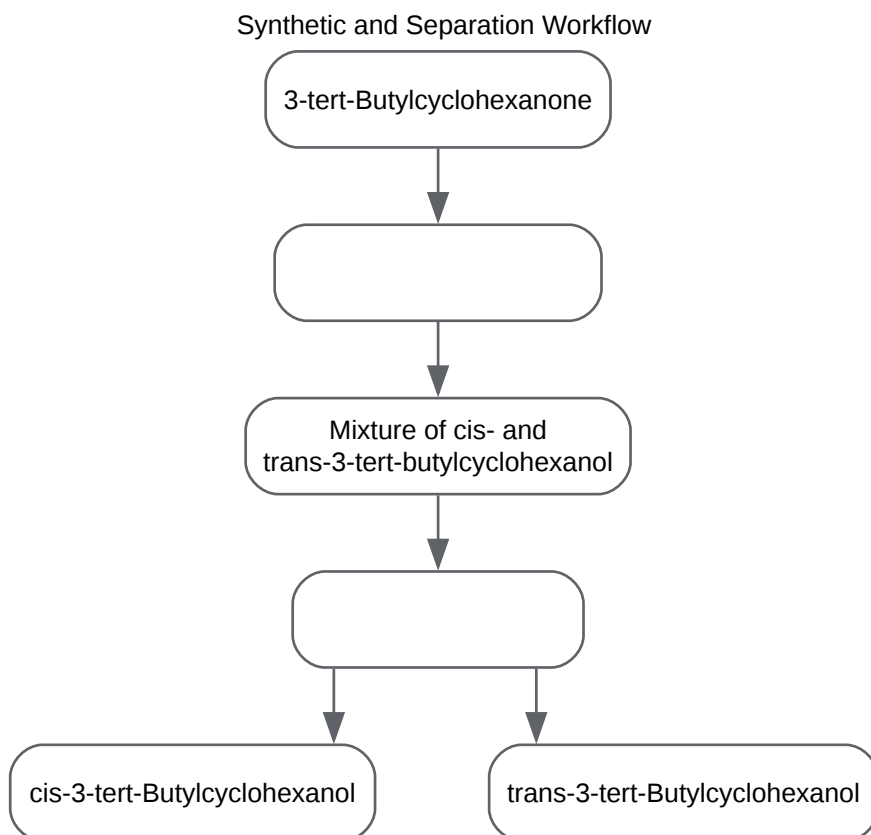 Synthetic and Separation Workflow
3-tert-Butylcyclohexanone
Mixture of cis- and
trans-3-tert-butylcyclohexanol
cis-3-tert-Butylcyclohexanol
trans-3-tert-Butylcyclohexanol